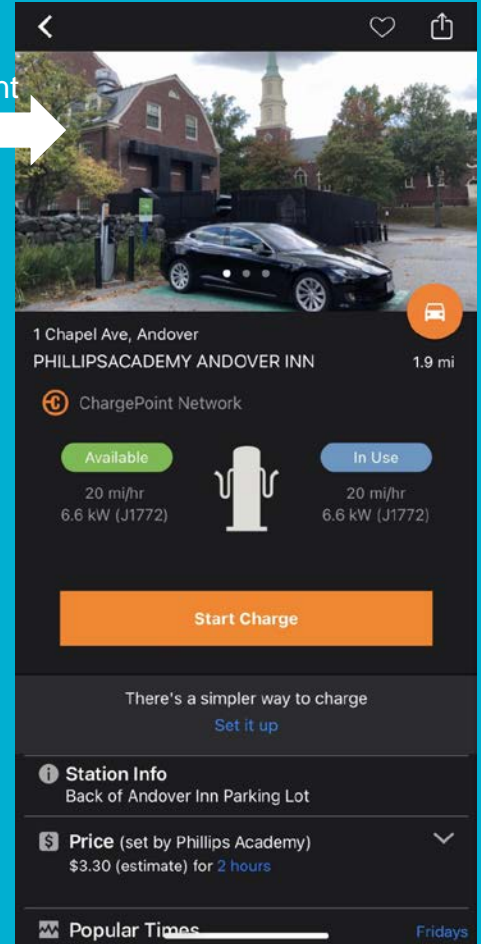 nt
1 Chapel Ave, Andover
PHILLIPSACADEMY ANDOVER INN
1.9 mi
ChargePoint Network
Available
In Use
20 mi/hr
20 mi/hr
6.6 kW (J1772)
6.6 kW (J1772)
Start Charge
There's a simpler way to charge
Set it up
Station Info
Back of Andover Inn Parking Lot
Price (set by Phillips Academy)
$3.30 (estimate) for 2 hours
Popular Times
Fridays